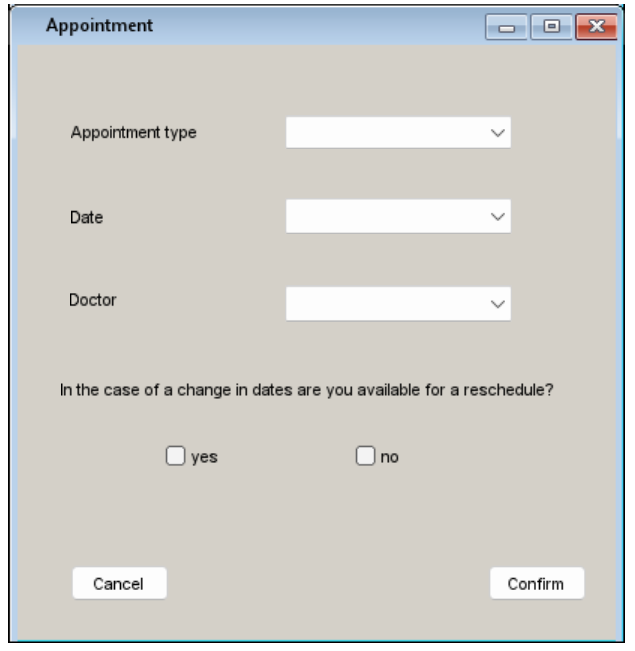 Appointment
Appointment type
Date
Doctor
In the case of a change in dates are you available for a reschedule?
yes no
Cancel Confirm